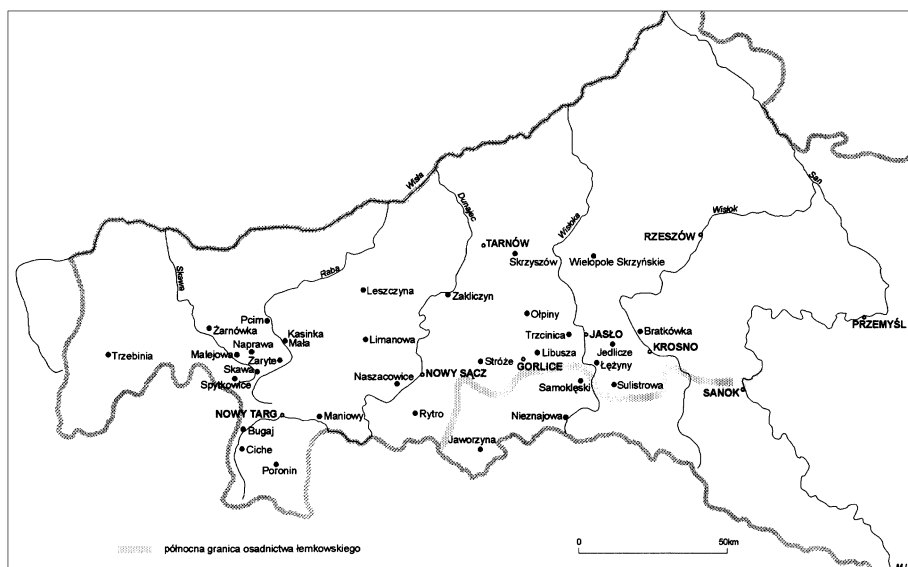 Wisła
San
Dunajec
Wisłoka
Wisłok
RZESZÓW
TARNÓW
Skrzyszów
Wielopole Skrzyńskie
Skawa
Raba
Leszczyna
Zakliczyn
Ołpiny
Pcim
Żarnówka
Kasinka
Mała
Naprawa
Limanowa
Trzcinica
JASŁO
Bratkówka
PRZEMYŚL
Trzebinia
Malejowa
Zaryte
Stróże
Libusza
Jedlicze
KROSNO
Skawa
GORLICE
Łężyny
Spytkowice
Naszacowice
NOWY SĄCZ
Samoklęski
Sulistrowa
SANOK
NOWY TARG
Maniowy
Rytro
Nieznajowa
Bugaj
Jaworzyna
Ciche
Poronin
północna granica osadnictwa łemkowskiego
0
50km